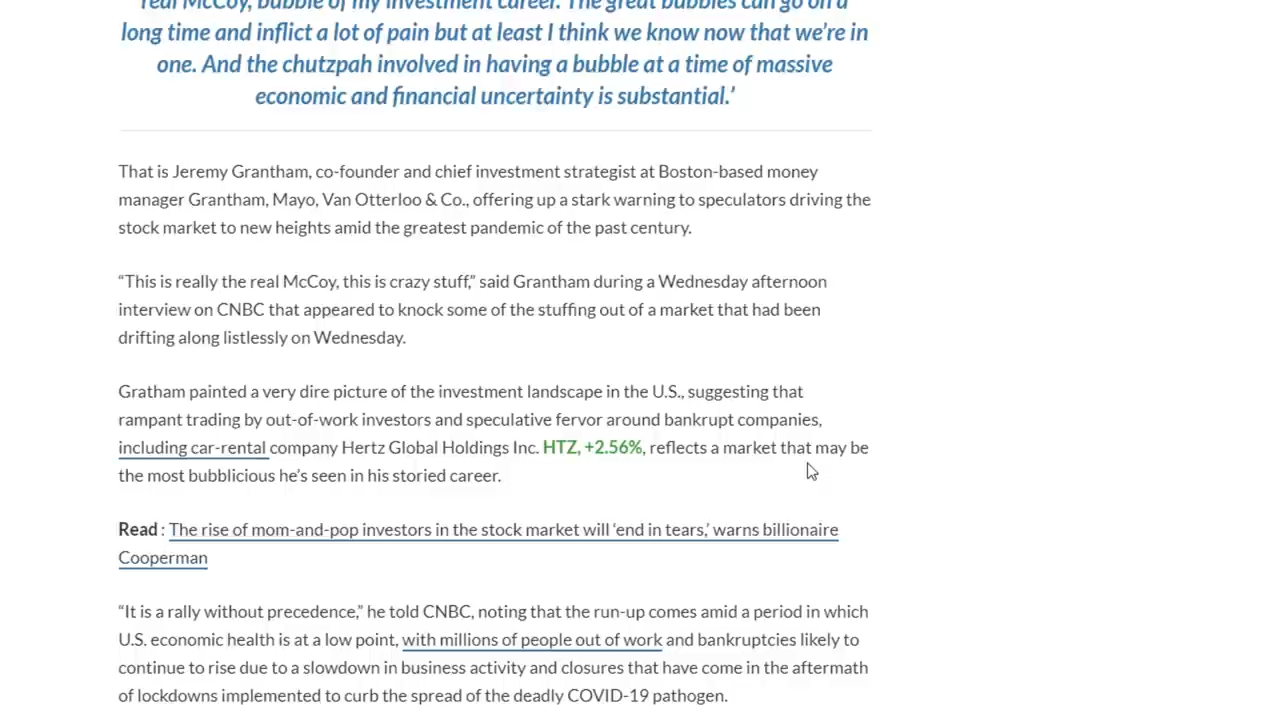 real McCoy, bubble of my investment career. The great bubbles can go on a
long time and inflict a lot of pain but at least I think we know now that we’re in
one. And the chutzpah involved in having a bubble at a time of massive
economic and financial uncertainty is substantial.’
That is Jeremy Grantham, co-founder and chief investment strategist at Boston-based money
manager Grantham, Mayo, Van Otterloo & Co., offering up a stark warning to speculators driving the
stock market to new heights amid the greatest pandemic of the past century.
“This is really the real McCoy, this is crazy stuff,” said Grantham during a Wednesday afternoon
interview on CNBC that appeared to knock some of the stuffing out of a market that had been
drifting along listlessly on Wednesday.
Gratham painted a very dire picture of the investment landscape in the U.S., suggesting that
rampant trading by out-of-work investors and speculative fervor around bankrupt companies,
including car-rental company Hertz Global Holdings Inc. HTZ, +2.56%, reflects a market that may be
the most bubblicious he’s seen in his storied career.
Read : The rise of mom-and-pop investors in the stock market will ‘end in tears,’ warns billionaire
Cooperman
“It is a rally without precedence,” he told CNBC, noting that the run-up comes amid a period in which
U.S. economic health is at a low point, with millions of people out of work and bankruptcies likely to
continue to rise due to a slowdown in business activity and closures that have come in the aftermath
of lockdowns implemented to curb the spread of the deadly COVID-19 pathogen.